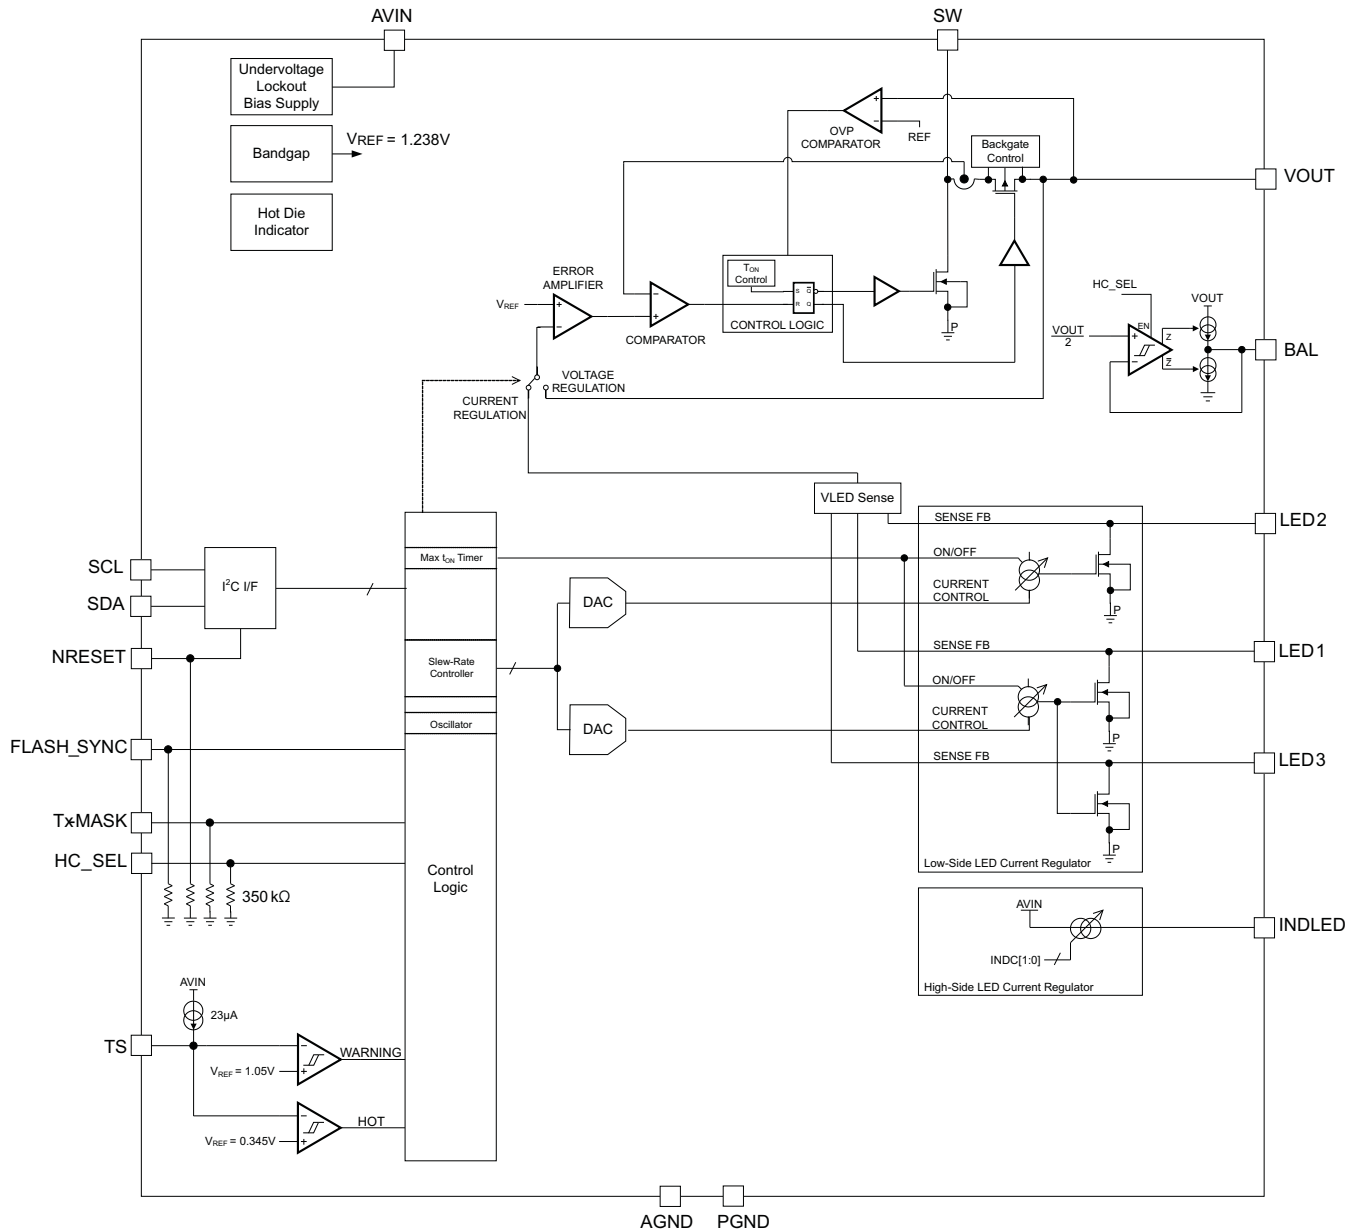 AVIN
SW
Undervoltage
Lockout
Bias Supply
Bandgap
VREF = 1.238V
Hot Die
Indicator
+
−
REF
OVP
COMPARATOR
Backgate
Control
VOUT
ERROR
AMPLIFIER
VREF
+
−
−
+
COMPARATOR
TON
Control
S
Q̅
R
Q
CONTROL LOGIC
P
HC_SEL
VOUT
EN
VOUT
2
+
−
Z
Z̅
BAL
VOLTAGE
REGULATION
CURRENT
REGULATION
VLED Sense
SENSE FB
LED2
Max tON Timer
ON/OFF
CURRENT
CONTROL
P
SCL
SDA
I²C I/F
DAC
NRESET
Slew-Rate
Controller
SENSE FB
LED1
ON/OFF
CURRENT
CONTROL
P
Oscillator
DAC
FLASH_SYNC
SENSE FB
LED3
Tx-MASK
HC_SEL
350 kΩ
Control
Logic
P
Low-Side LED Current Regulator
AVIN
INDC[1:0]
INDLED
High-Side LED Current Regulator
AVIN
23µA
TS
−
VREF = 1.05V
+
WARNING
−
VREF = 0.345V
+
HOT
AGND
PGND